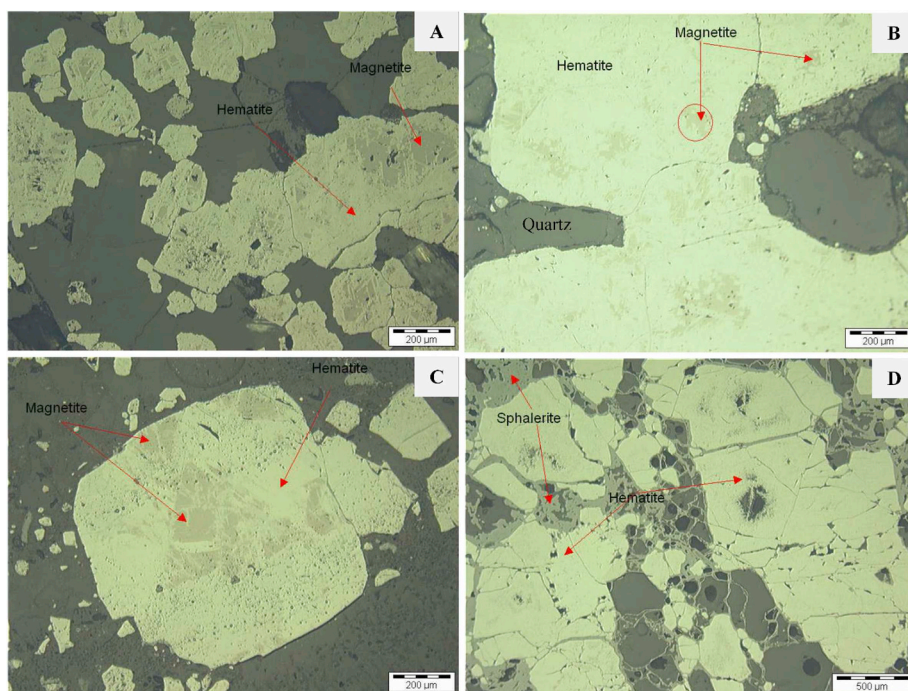 A
Magnetite
Hematite
200 µm
B
Magnetite
Hematite
Quartz
200 µm
C
Hematite
Magnetite
200 µm
D
Sphalerite
Hematite
500 µm